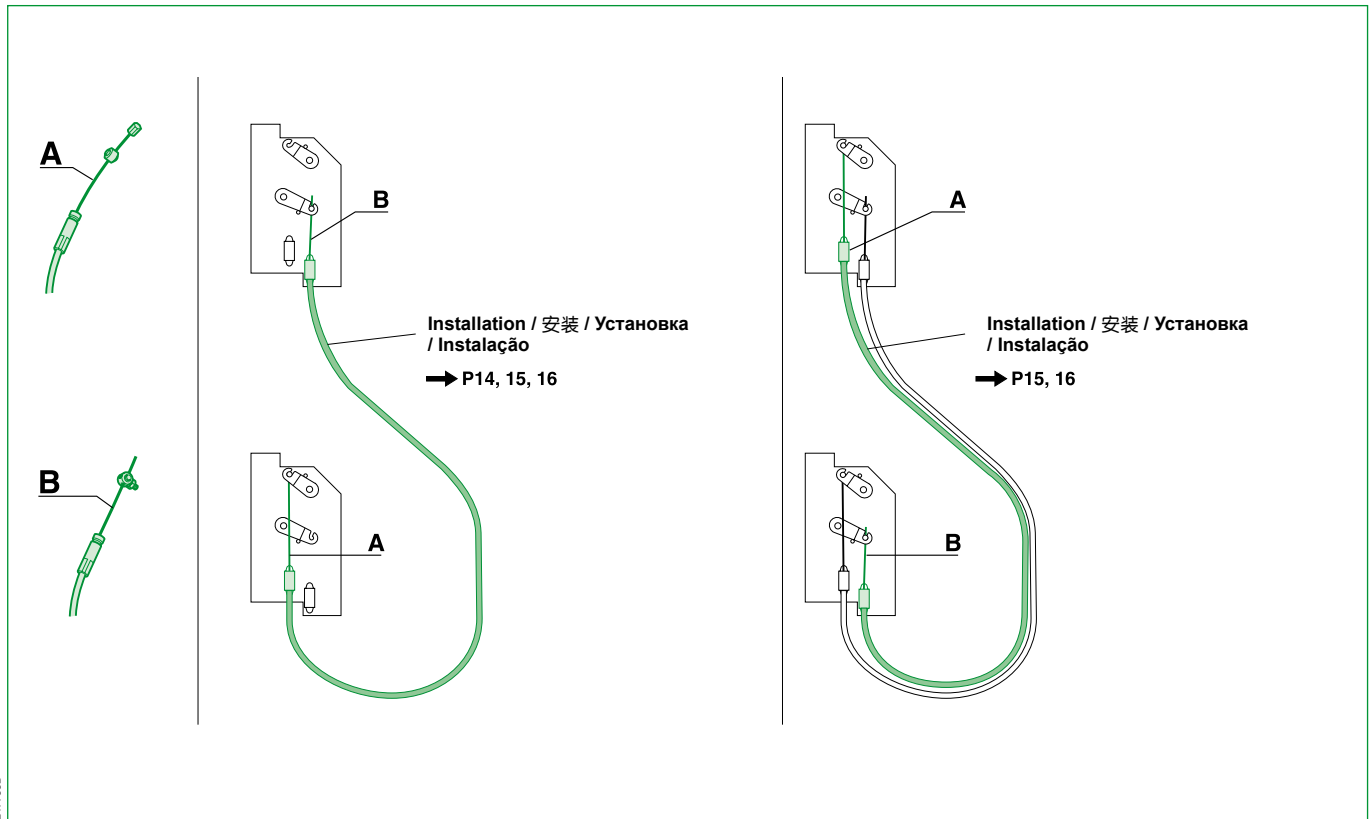 A
B
B
Installation / 安装 / Установка
/ Instalação
P14, 15, 16
A
A
Installation / 安装 / Установка
/ Instalação
P15, 16
B